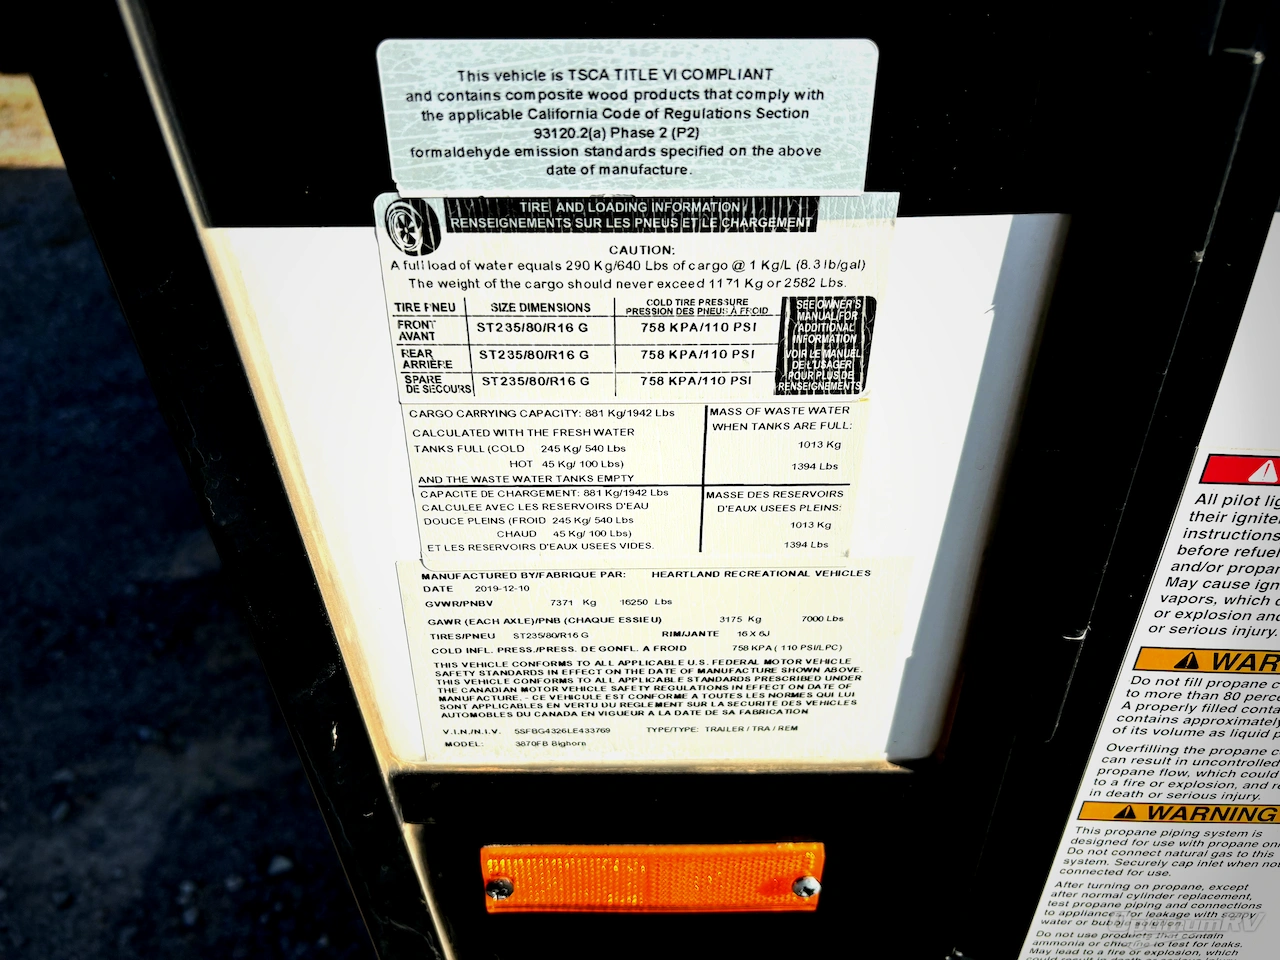 This vehicle is TSCA TITLE VI COMPLIANT
and contains composite wood products that comply with
the applicable California Code of Regulations Section
93120.2(a) Phase 2 (P2)
formaldehyde emission standards specified on the above
date of manufacture.
TIRE AND LOADING INFORMATION
RENSEIGNEMENTS SUR LES PNEUS ET LE CHARGEMENT
CAUTION:
A full load of water equals 290 Kg/640 Lbs of cargo @ 1 Kg/L (8.3 lb/gal)
The weight of the cargo should never exceed 1171 Kg or 2582 Lbs.
TIRE PNEU SIZE DIMENSIONS COLD TIRE PRESSURE
PRESSION DES PNEUS À FROID
FRONT
AVANT ST235/80/R16 G 758 KPA/110 PSI
REAR
ARRIÈRE ST235/80/R16 G 758 KPA/110 PSI
SPARE
DE SECOURS ST235/80/R16 G 758 KPA/110 PSI
SEE OWNER'S
MANUAL FOR
ADDITIONAL
INFORMATION
VOIR LE MANUEL
DE L'USAGER
POUR PLUS DE
RENSEIGNEMENTS
CARGO CARRYING CAPACITY: 881 Kg/1942 Lbs
CALCULATED WITH THE FRESH WATER
TANKS FULL (COLD 245 Kg/ 540 Lbs
HOT 45 Kg/ 100 Lbs)
AND THE WASTE WATER TANKS EMPTY
MASS OF WASTE WATER
WHEN TANKS ARE FULL:
1013 Kg
1394 Lbs
CAPACITE DE CHARGEMENT: 881 Kg/1942 Lbs
CALCULEE AVEC LES RESERVOIRS D'EAU
DOUCE PLEINS (FROID 245 Kg/ 540 Lbs
CHAUD 45 Kg/ 100 Lbs)
ET LES RESERVOIRS D'EAUX USEES VIDES.
MASSE DES RESERVOIRS
D'EAUX USEES PLEINS:
1013 Kg
1394 Lbs
MANUFACTURED BY/FABRIQUE PAR: HEARTLAND RECREATIONAL VEHICLES
DATE 2019-12-10
GVWR/PNBV 7371 Kg 16250 Lbs
GAWR (EACH AXLE)/PNB (CHAQUE ESSIEU) 3175 Kg 7000 Lbs
TIRES/PNEU ST235/80/R16 G RIM/JANTE 16 X 6J
COLD INFL. PRESS./PRESS. DE GONFL. A FROID 758 KPA ( 110 PSI/LPC)
THIS VEHICLE CONFORMS TO ALL APPLICABLE U.S. FEDERAL MOTOR VEHICLE
SAFETY STANDARDS IN EFFECT ON THE DATE OF MANUFACTURE SHOWN ABOVE.
THIS VEHICLE CONFORMS TO ALL APPLICABLE STANDARDS PRESCRIBED UNDER
THE CANADIAN MOTOR VEHICLE SAFETY REGULATIONS IN EFFECT ON DATE OF
MANUFACTURE. - CE VEHICULE EST CONFORME A TOUTES LES NORMES QUI LUI
SONT APPLICABLES EN VERTU DU REGLEMENT SUR LA SECURITE DES VEHICLES
AUTOMOBILES DU CANADA EN VIGUEUR A LA DATE DE SA FABRICATION
V.I.N./N.I.V. 5SFBG4326LE433769 TYPE/TYPE: TRAILER / TRA / REM
MODEL: 3870FB Bighorn
All pilot lig
their ignite
instructions
before refuel
and/or propan
May cause ign
vapors, which c
or explosion and
or serious injury.
WAR
Do not fill propane c
to more than 80 perce
A properly filled conta
contains approximately
of its volume as liquid p
Overfilling the propane c
can result in uncontrolled
propane flow, which could
to a fire or explosion, and re
in death or serious injury.
WARNING
This propane piping system is
designed for use with propane on
Do not connect natural gas to this
system. Securely cap inlet when no
connected for use.
After turning on propane, except
after normal cylinder replacement,
test propane piping and connections
to appliances for leakage with soapy
water or
Do not use products that contain
ammonia or chlorine to test for leaks.
May lead to a fire or explosion, which
could result in death or serious injury.